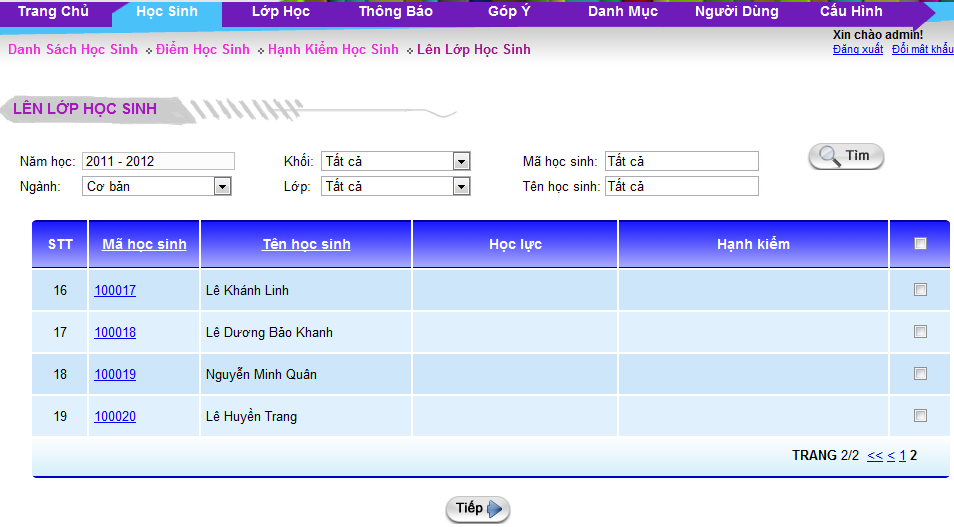 Trang Chủ Học Sinh Lớp Học Thông Báo Góp Ý Danh Mục Người Dùng Cấu Hình
Xin chào admin!
Danh Sách Học Sinh Điểm Học Sinh Hạnh Kiểm Học Sinh Lên Lớp Học Sinh
Đăng xuất Đổi mật khẩu
LÊN LỚP HỌC SINH
Năm học: 2011 - 2012 Khối: Tất cả Mã học sinh: Tất cả Tìm
Ngành: Cơ bản Lớp: Tất cả Tên học sinh: Tất cả
STT Mã học sinh Tên học sinh Học lực Hạnh kiểm
16 100017 Lê Khánh Linh
17 100018 Lê Dương Bảo Khanh
18 100019 Nguyễn Minh Quân
19 100020 Lê Huyền Trang
TRANG 2/2 << < 1 2
Tiếp